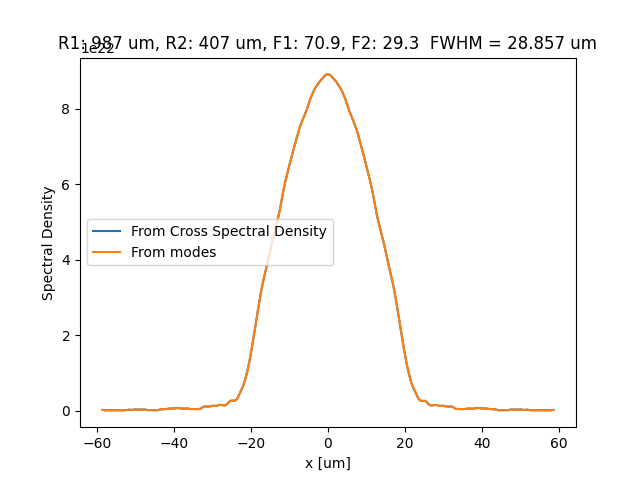 R1: 987 um, R2: 407 um, F1: 70.9, F2: 29.3  FWHM = 28.857 um
1e22
8
6
4
2
0
Spectral Density
From Cross Spectral Density
From modes
−60 −40 −20 0 20 40 60
x [um]